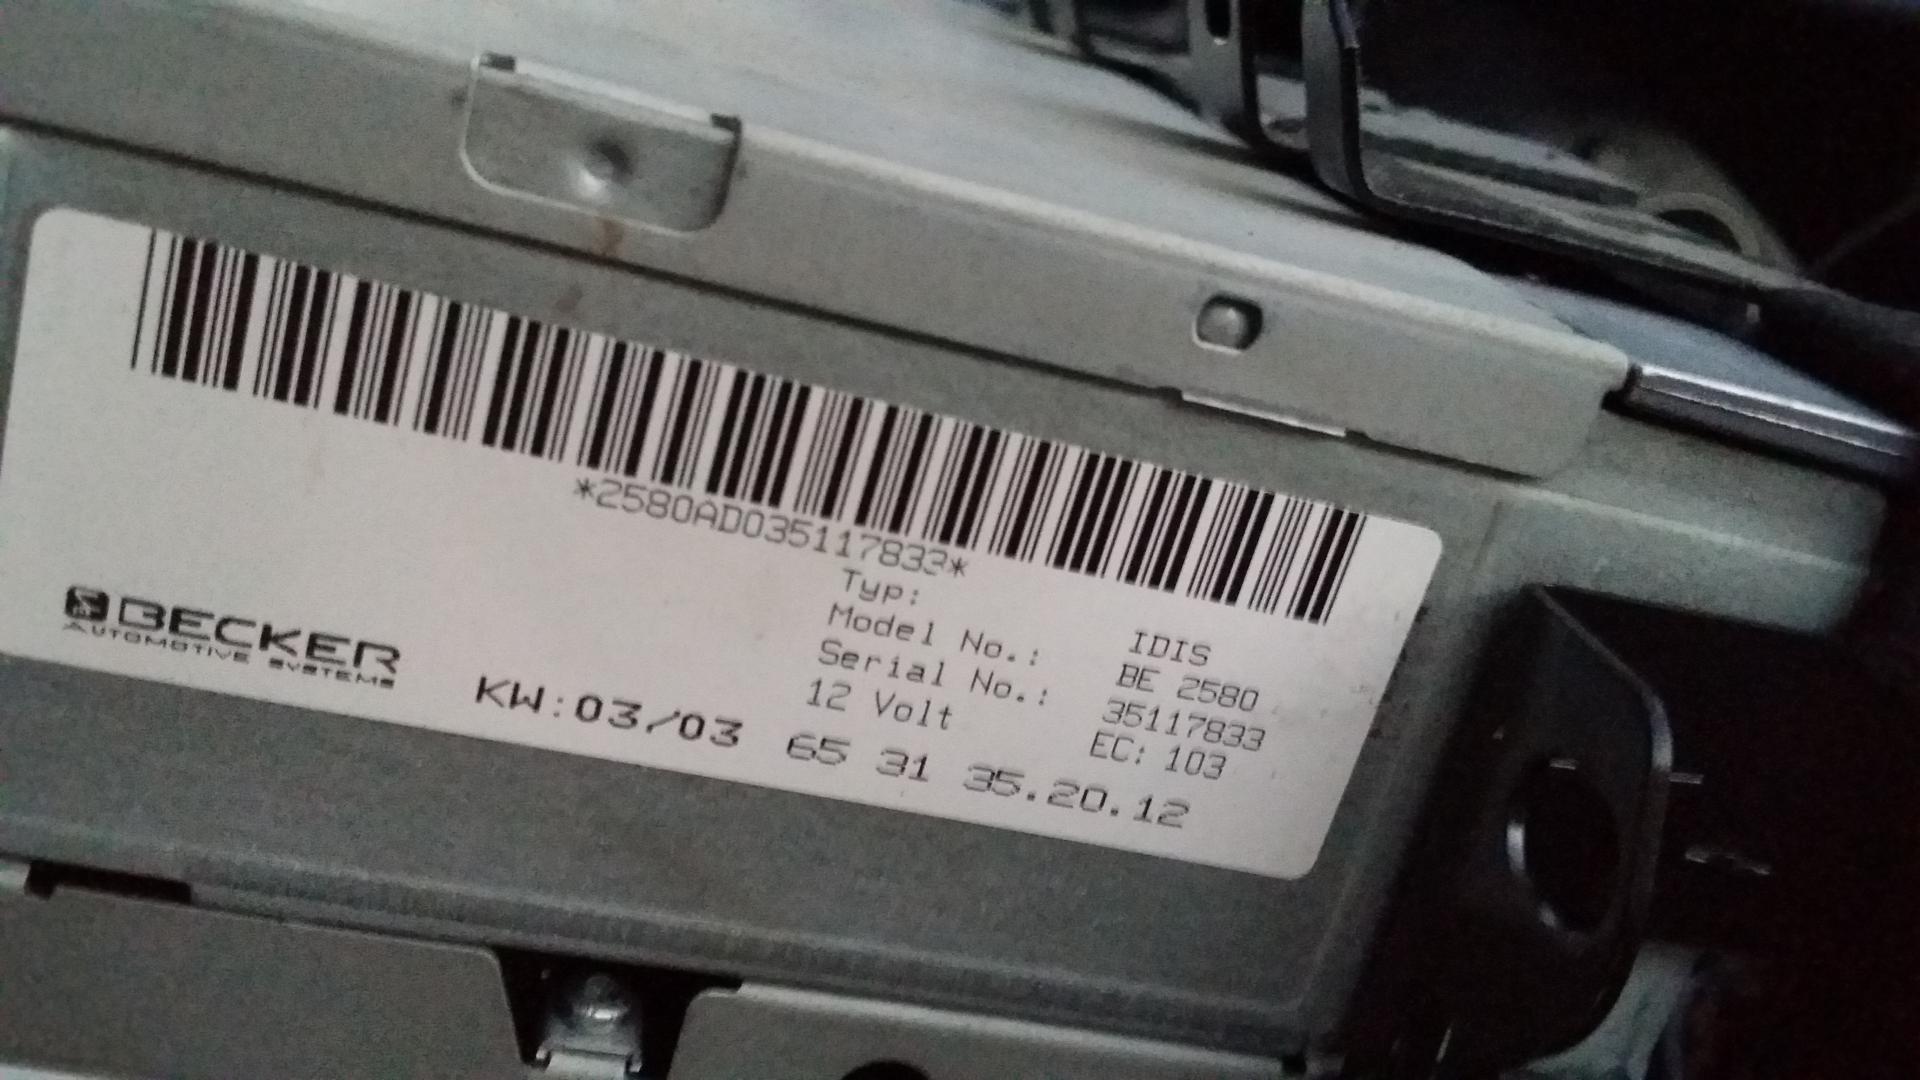 *2580AD035117833*
Typ: IDIS
Model No.: BE 2580
Serial No.: 35117833
12 Volt EC: 103
BECKER
AUTOMOTIVE SYSTEMS
KW:03/03 65 31 35.20.12